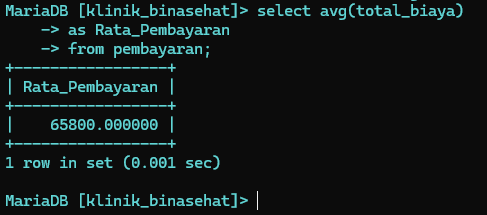 MariaDB [klinik_binasehat]> select avg(total_biaya)
    -> as Rata_Pembayaran
    -> from pembayaran;
+-----------------+
| Rata_Pembayaran |
+-----------------+
|    65800.000000 |
+-----------------+
1 row in set (0.001 sec)

MariaDB [klinik_binasehat]>